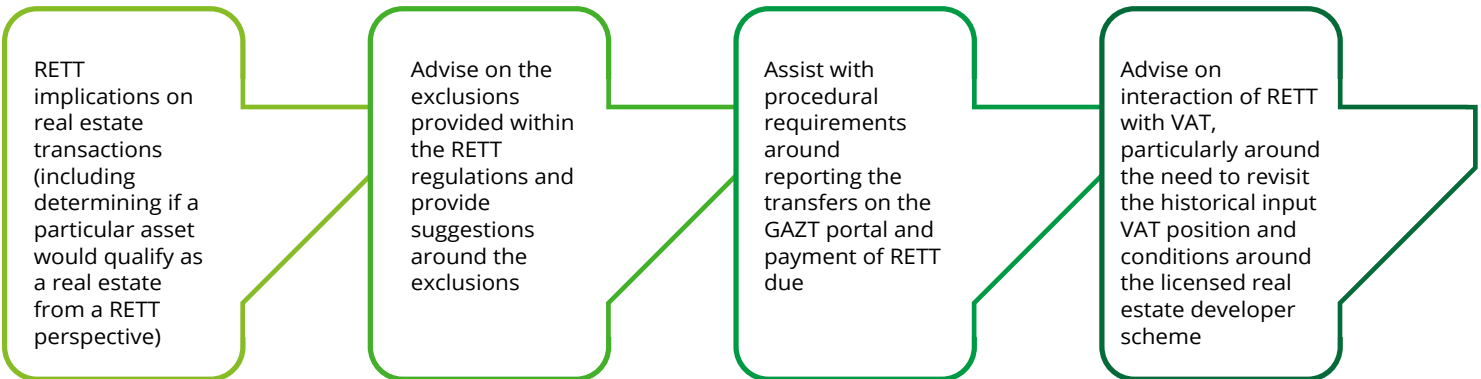 RETT
implications on
real estate
transactions
(including
determining if a
particular asset
would qualify as
a real estate
from a RETT
perspective)
Advise on the
exclusions
provided within
the RETT
regulations and
provide
suggestions
around the
exclusions
Assist with
procedural
requirements
around
reporting the
transfers on the
GAZT portal and
payment of RETT
due
Advise on
interaction of RETT
with VAT,
particularly around
the need to revisit
the historical input
VAT position and
conditions around
the licensed real
estate developer
scheme